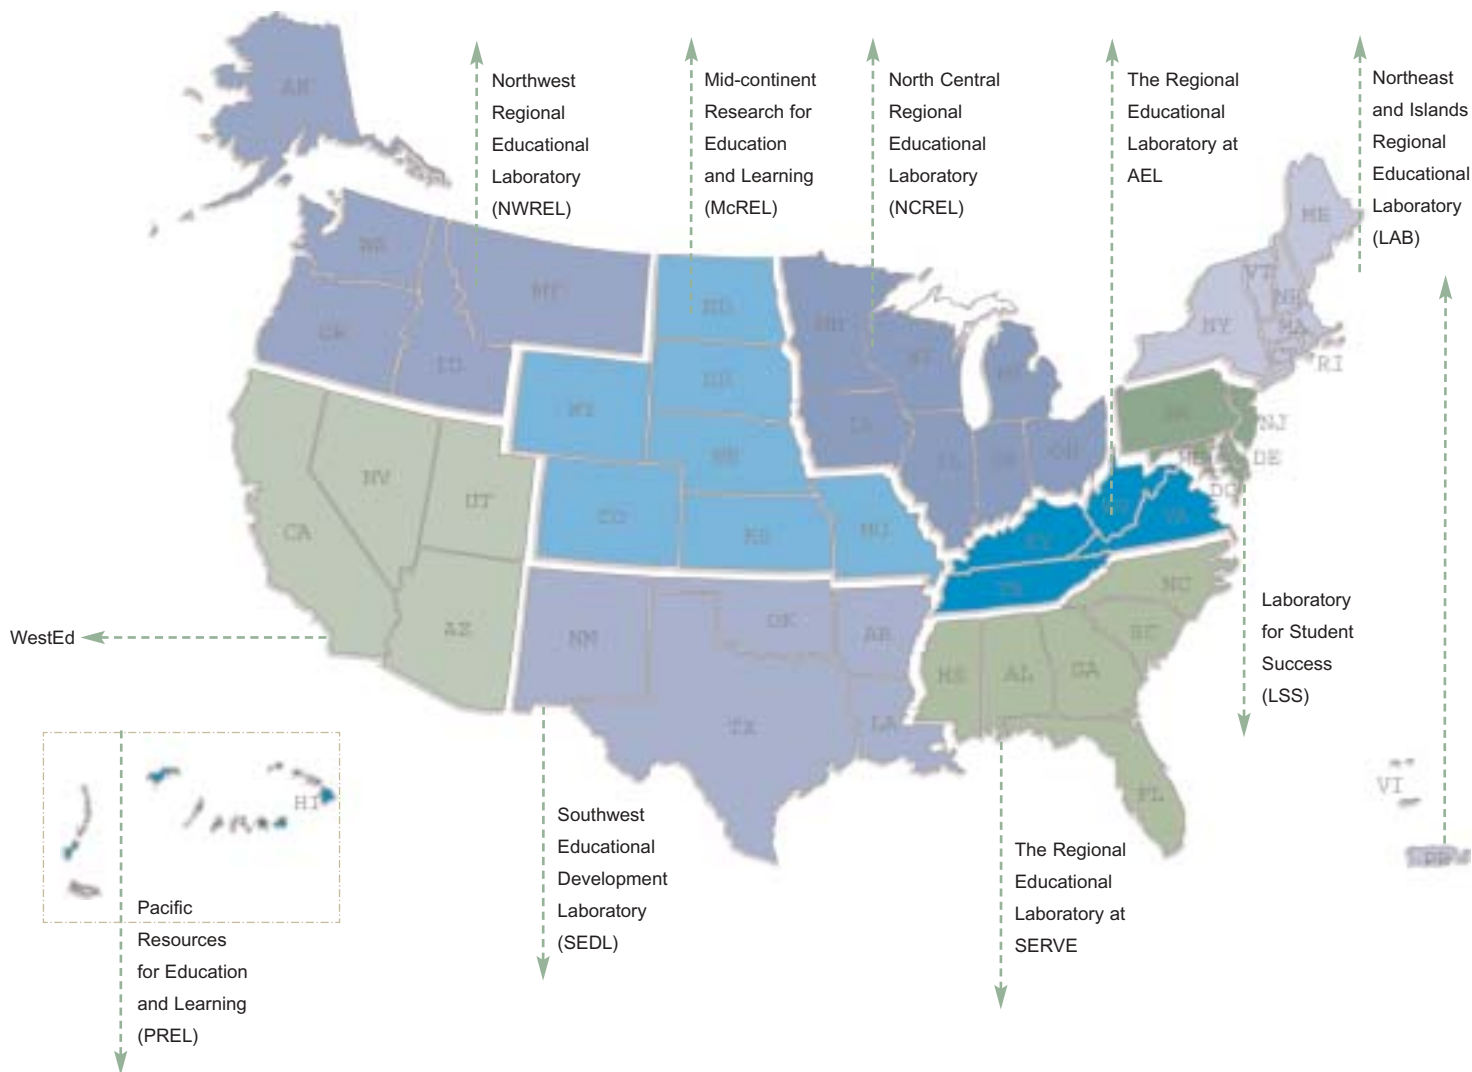 AK
Northwest
Regional
Educational
Laboratory
(NWREL)
Mid-continent
Research for
Education
and Learning
(McREL)
North Central
Regional
Educational
Laboratory
(NCREL)
The Regional
Educational
Laboratory at
AEL
Northeast
and Islands
Regional
Educational
Laboratory
(LAB)
ME
VT
NH
NY
MA
CT
RI
WA
MT
ND
MN
OR
ID
WI
MI
SD
WY
IA
NE
PA
NJ
NV
UT
IL
OH
MD
DE
DC
CA
CO
KS
MO
KY
WV
VA
TN
NC
AZ
NM
OK
AR
SC
MS
AL
GA
TX
LA
FL
WestEd
Laboratory
for Student
Success
(LSS)
HI
VI
PR
Pacific
Resources
for Education
and Learning
(PREL)
Southwest
Educational
Development
Laboratory
(SEDL)
The Regional
Educational
Laboratory at
SERVE